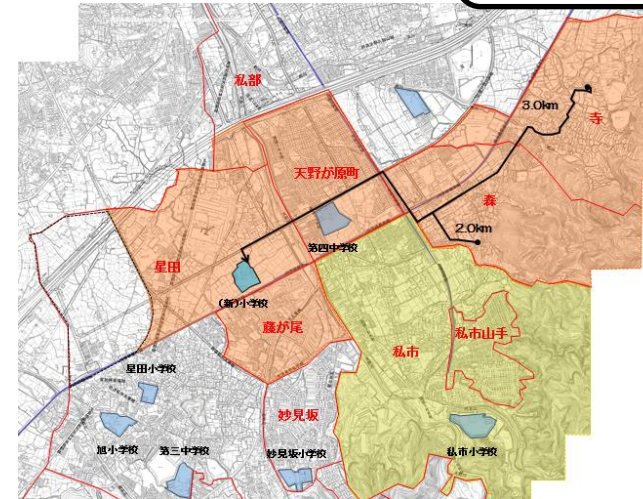 私部
3.0km
寺
天野が原町
森
2.0km
第四中学校
星田
(新)小学校
藤が尾
私市山手
私市
星田小学校
妙見坂
旭小学校
第三中学校
妙見坂小学校
私市小学校